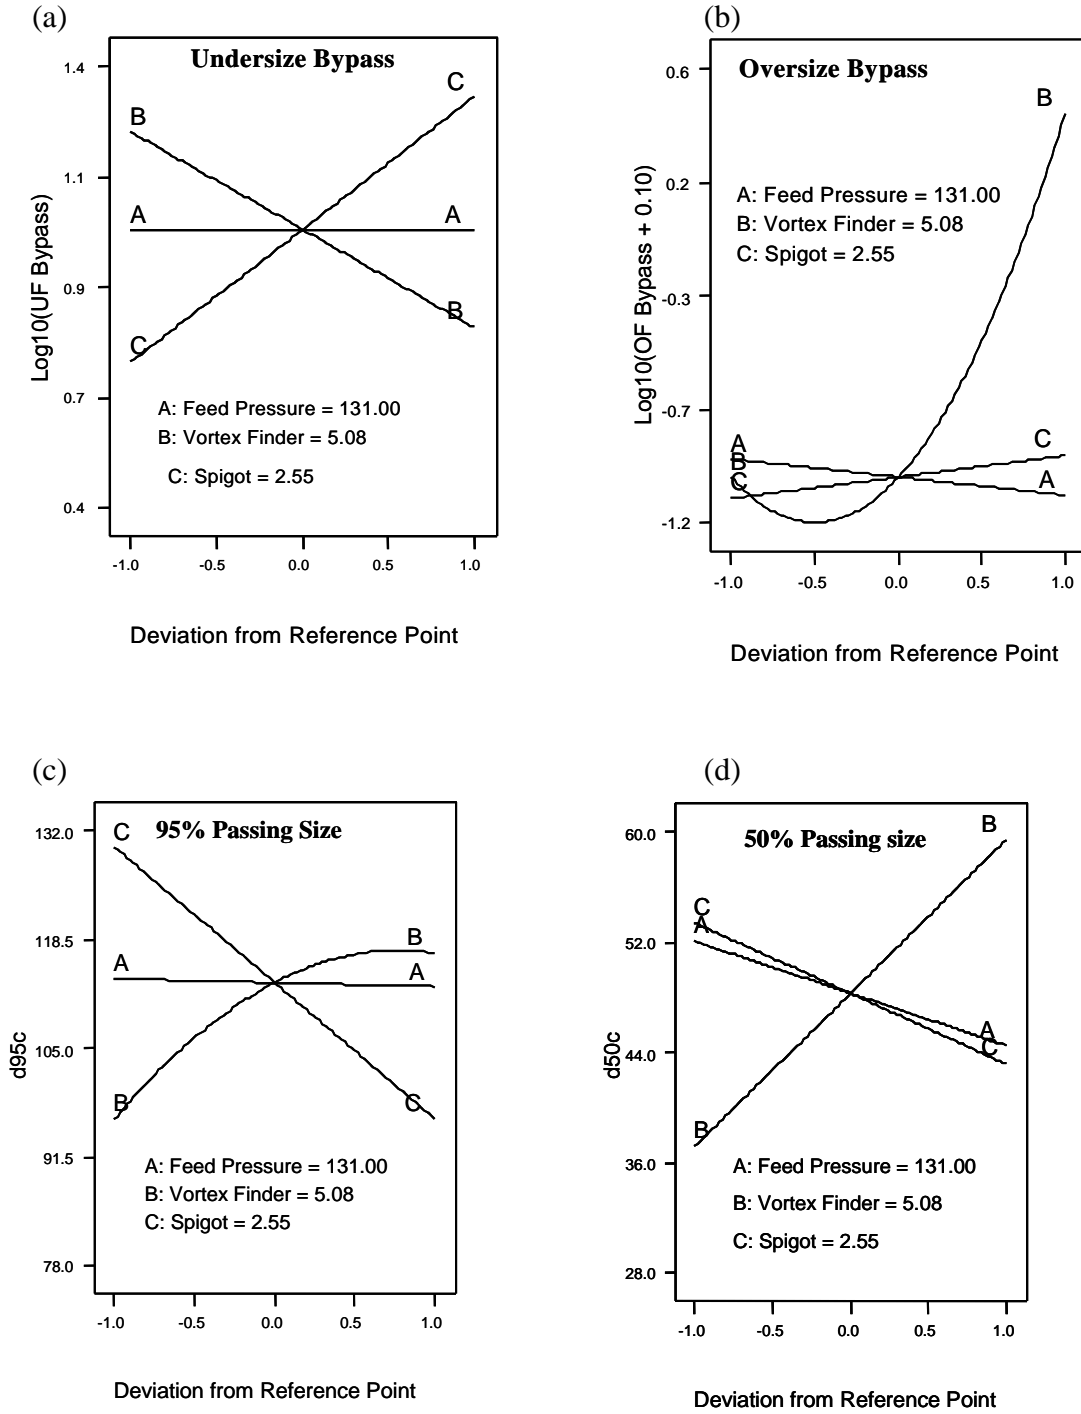 (a)
Undersize Bypass
Log10(UF Bypass)
1.4
1.1
0.9
0.7
0.4
B
C
A
A
C
B
A: Feed Pressure = 131.00
B: Vortex Finder = 5.08
C: Spigot = 2.55
-1.0 -0.5 0.0 0.5 1.0
Deviation from Reference Point
(b)
Oversize Bypass
Log10(OF Bypass + 0.10)
0.6
0.2
-0.3
-0.7
-1.2
B
A: Feed Pressure = 131.00
B: Vortex Finder = 5.08
C: Spigot = 2.55
A
B
C
C
A
-1.0 -0.5 0.0 0.5 1.0
Deviation from Reference Point
(c)
95% Passing Size
d95c
132.0
118.5
105.0
91.5
78.0
C
A
B
B
A
C
A: Feed Pressure = 131.00
B: Vortex Finder = 5.08
C: Spigot = 2.55
-1.0 -0.5 0.0 0.5 1.0
Deviation from Reference Point
(d)
50% Passing size
d50c
60.0
52.0
44.0
36.0
28.0
B
C
A
A
C
B
A: Feed Pressure = 131.00
B: Vortex Finder = 5.08
C: Spigot = 2.55
-1.0 -0.5 0.0 0.5 1.0
Deviation from Reference Point